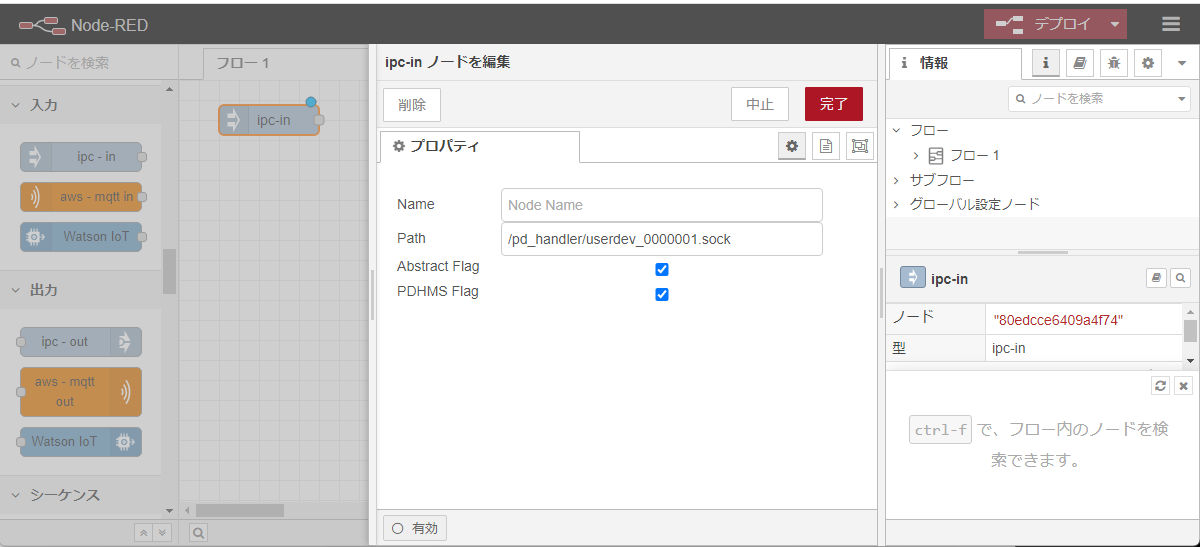 Node-RED
デプロイ
ノードを検索
入力
ipc - in
aws - mqtt in
Watson IoT
出力
ipc - out
aws - mqtt
out
Watson IoT
シーケンス
フロー 1
ipc-in
ipc-in ノードを編集
削除
中止
完了
プロパティ
Name
Node Name
Path
/pd_handler/userdev_0000001.sock
Abstract Flag
PDHMS Flag
有効
情報
ノードを検索
フロー
フロー 1
サブフロー
グローバル設定ノード
ipc-in
ノード
"80edcce6409a4f74"
型
ipc-in
ctrl-f で、フロー内のノードを検
索できます。